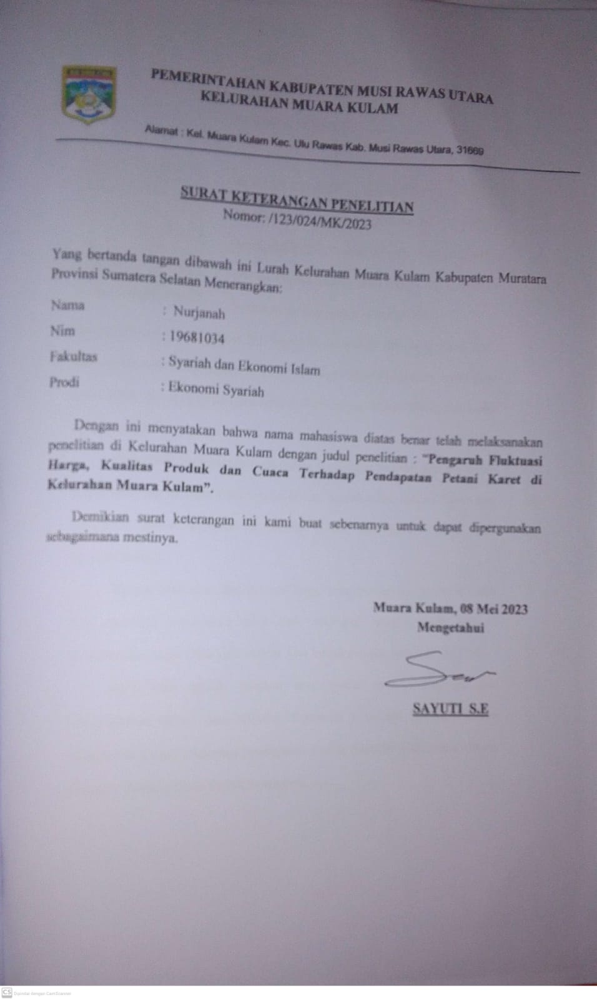 PEMERINTAHAN KABUPATEN MUSI RAWAS UTARA
KELURAHAN MUARA KULAM
Alamat : Kel. Muara Kulam Kec. Ulu Rawas Kab. Musi Rawas Utara, 31669
SURAT KETERANGAN PENELITIAN
Nomor: /123/024/MK/2023
Yang bertanda tangan dibawah ini Lurah Kelurahan Muara Kulam Kabupaten Muratara
Provinsi Sumatera Selatan Menerangkan:
Nama : Nurjanah
Nim : 19681034
Fakultas : Syariah dan Ekonomi Islam
Prodi : Ekonomi Syariah
Dengan ini menyatakan bahwa nama mahasiswa diatas benar telah melaksanakan
penelitian di Kelurahan Muara Kulam dengan judul penelitian : "Pengaruh Fluktuasi
Harga, Kualitas Produk dan Cuaca Terhadap Pendapatan Petani Karet di
Kelurahan Muara Kulam”.
Demikian surat keterangan ini kami buat sebenarnya untuk dapat dipergunakan
sebagaimana mestinya.
Muara Kulam, 08 Mei 2023
Mengetahui
SAYUTI S.E
CS Dipindai dengan CamScanner